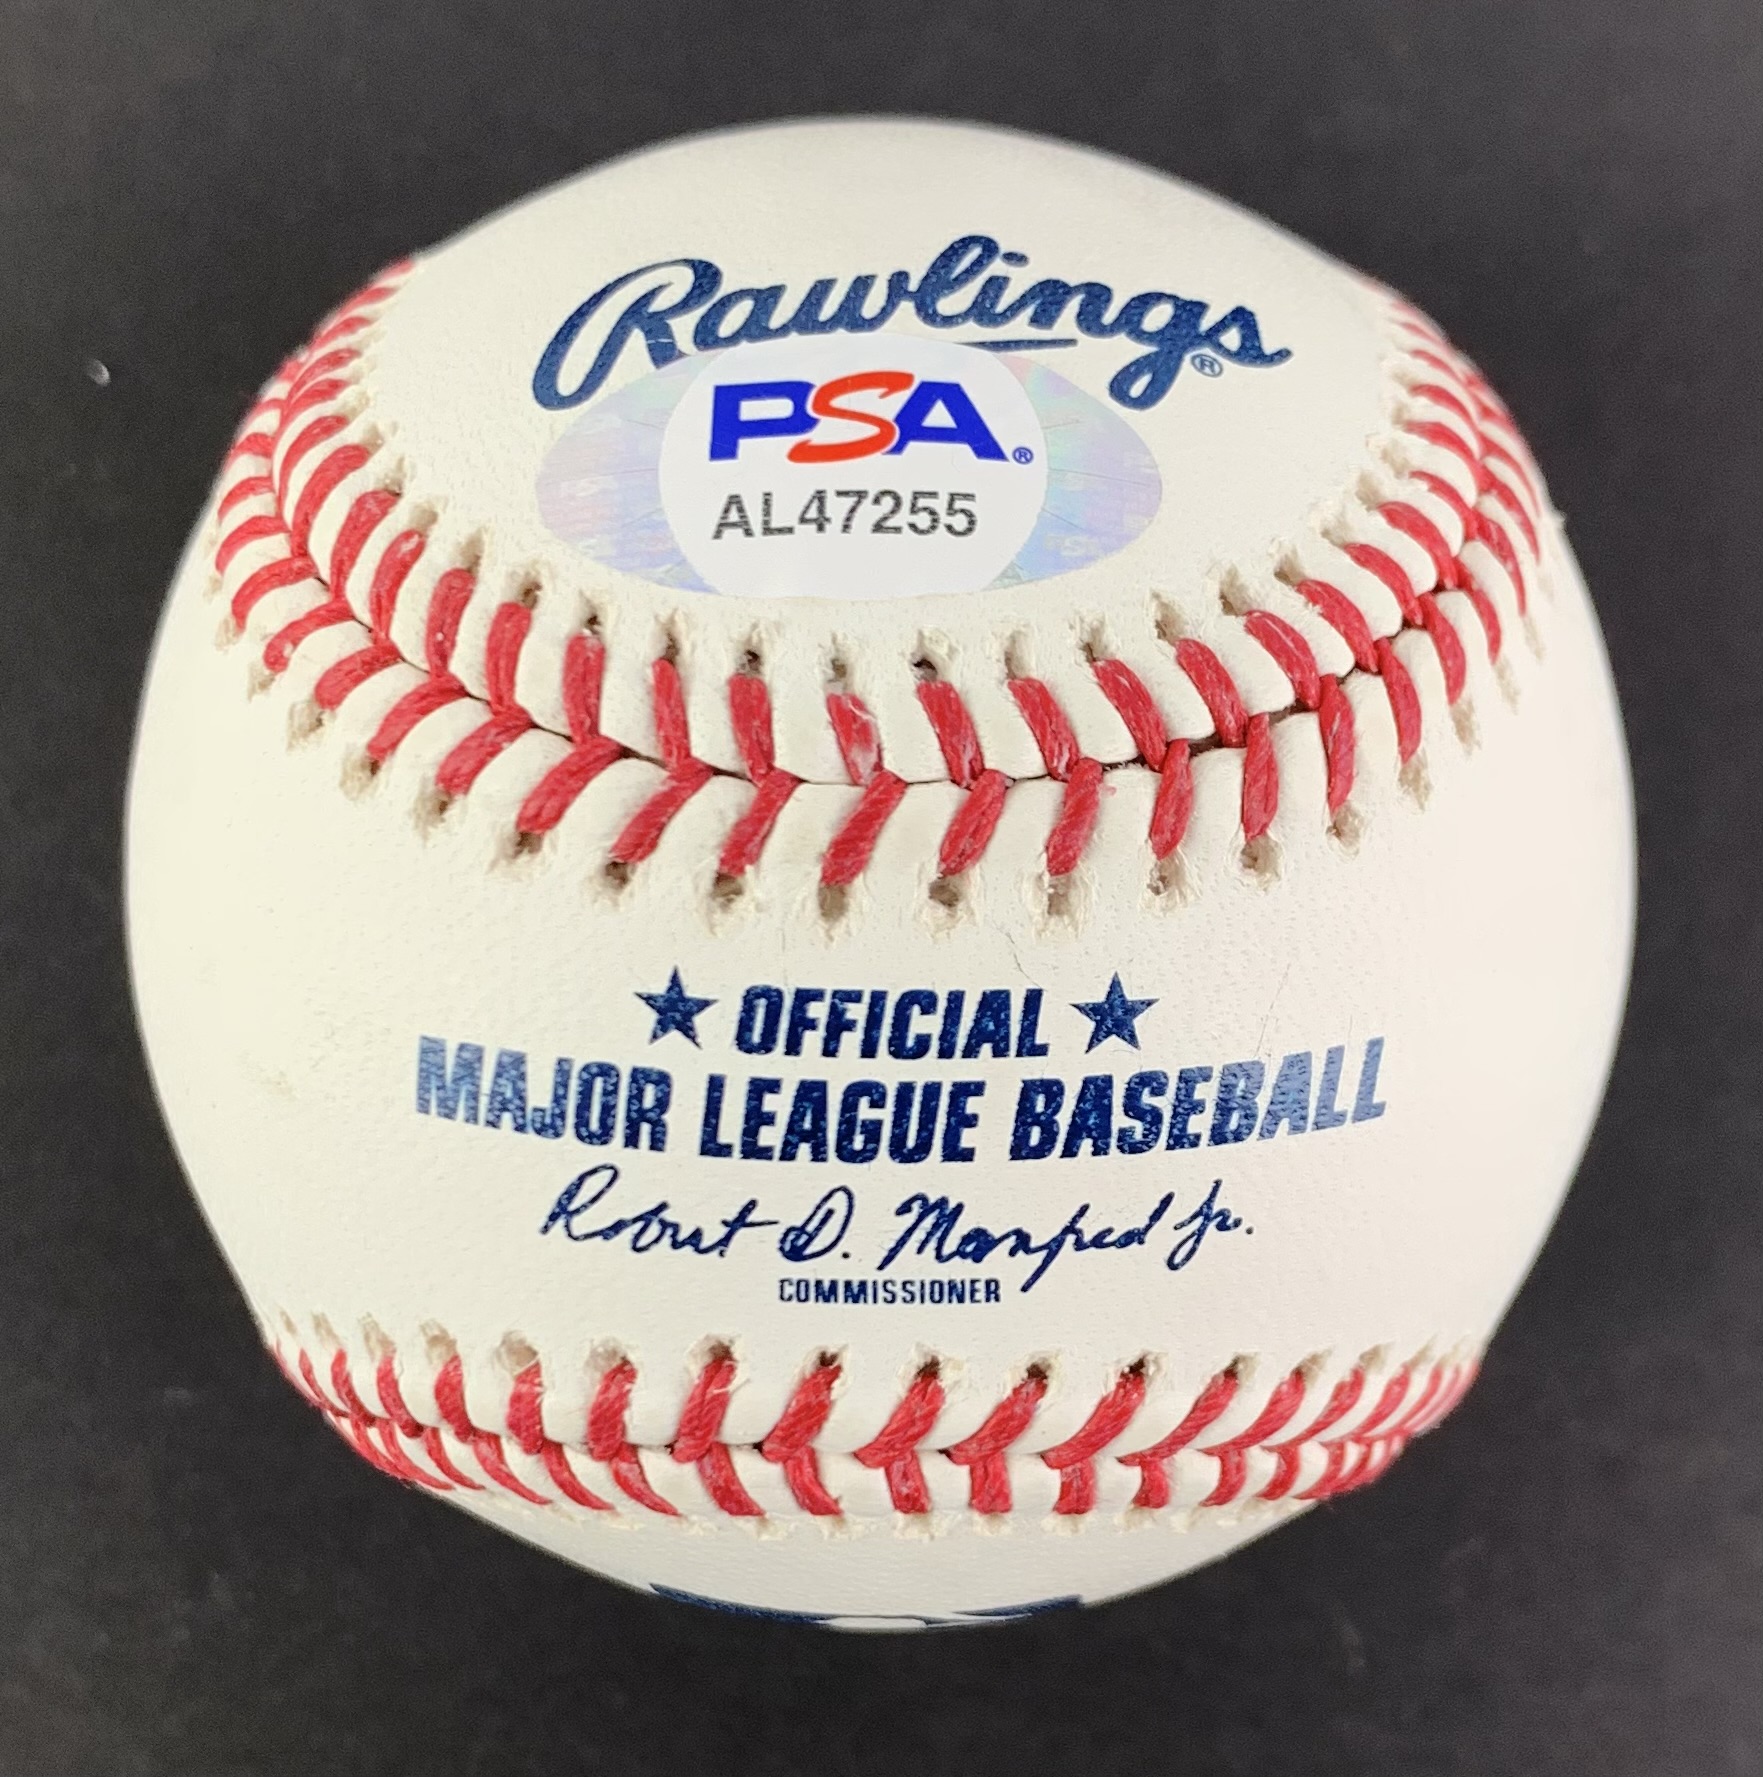 Rawlings®
PSA®
AL47255
★ OFFICIAL ★
MAJOR LEAGUE BASEBALL
Robert D. Manfred Jr.
COMMISSIONER